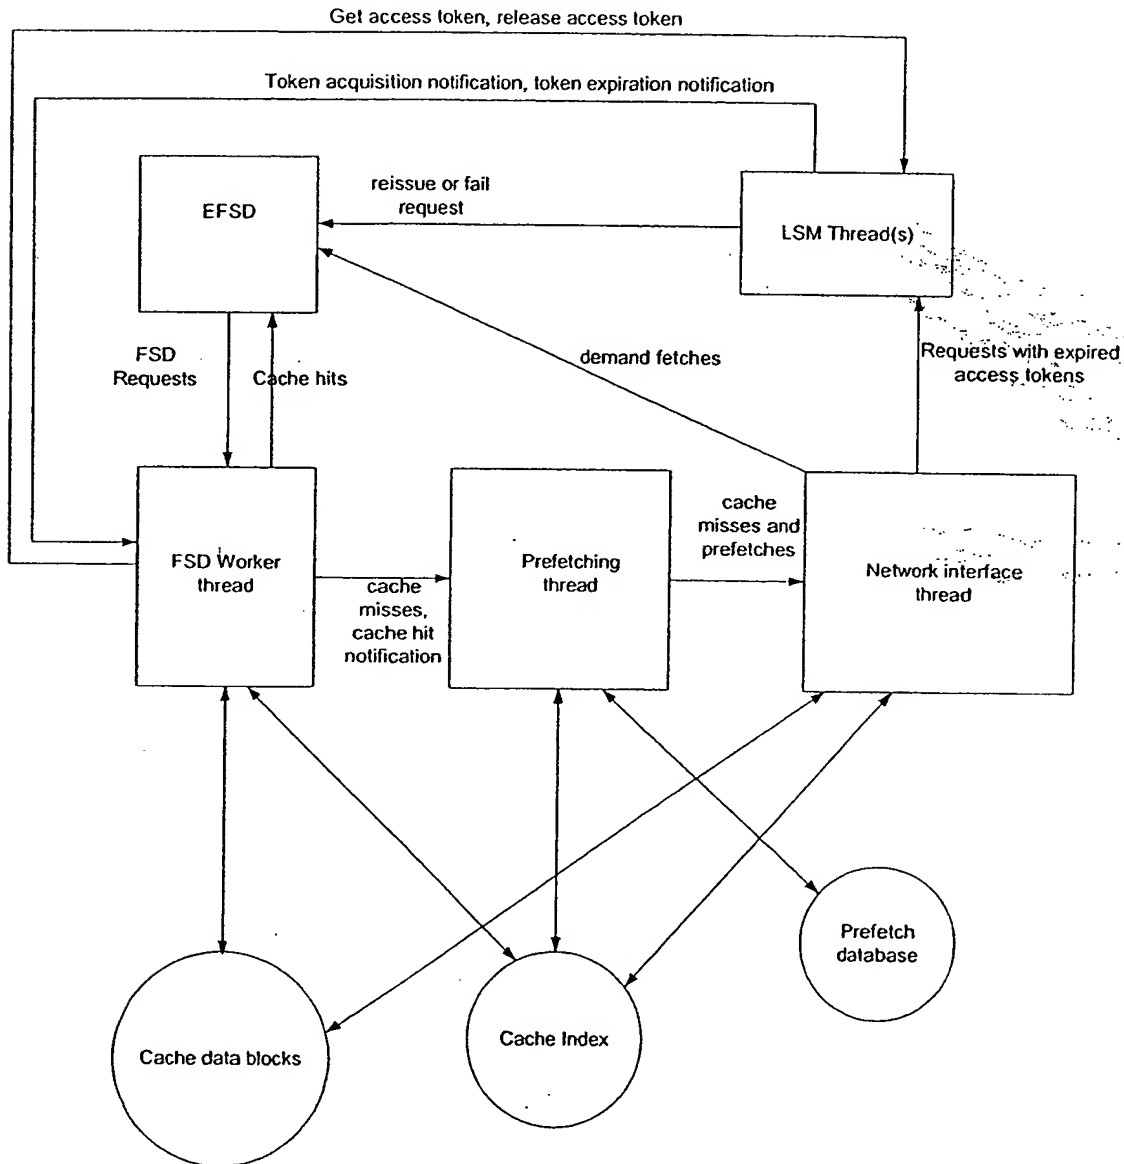 Get access token, release access token
Token acquisition notification, token expiration notification
EFSD
reissue or fail
request
LSM Thread(s)
FSD
Requests
Cache hits
demand fetches
Requests with expired
access tokens
FSD Worker
thread
cache
misses,
cache hit
notification
Prefetching
thread
cache
misses and
prefetches
Network interface
thread
Prefetch
database
Cache data blocks
Cache Index